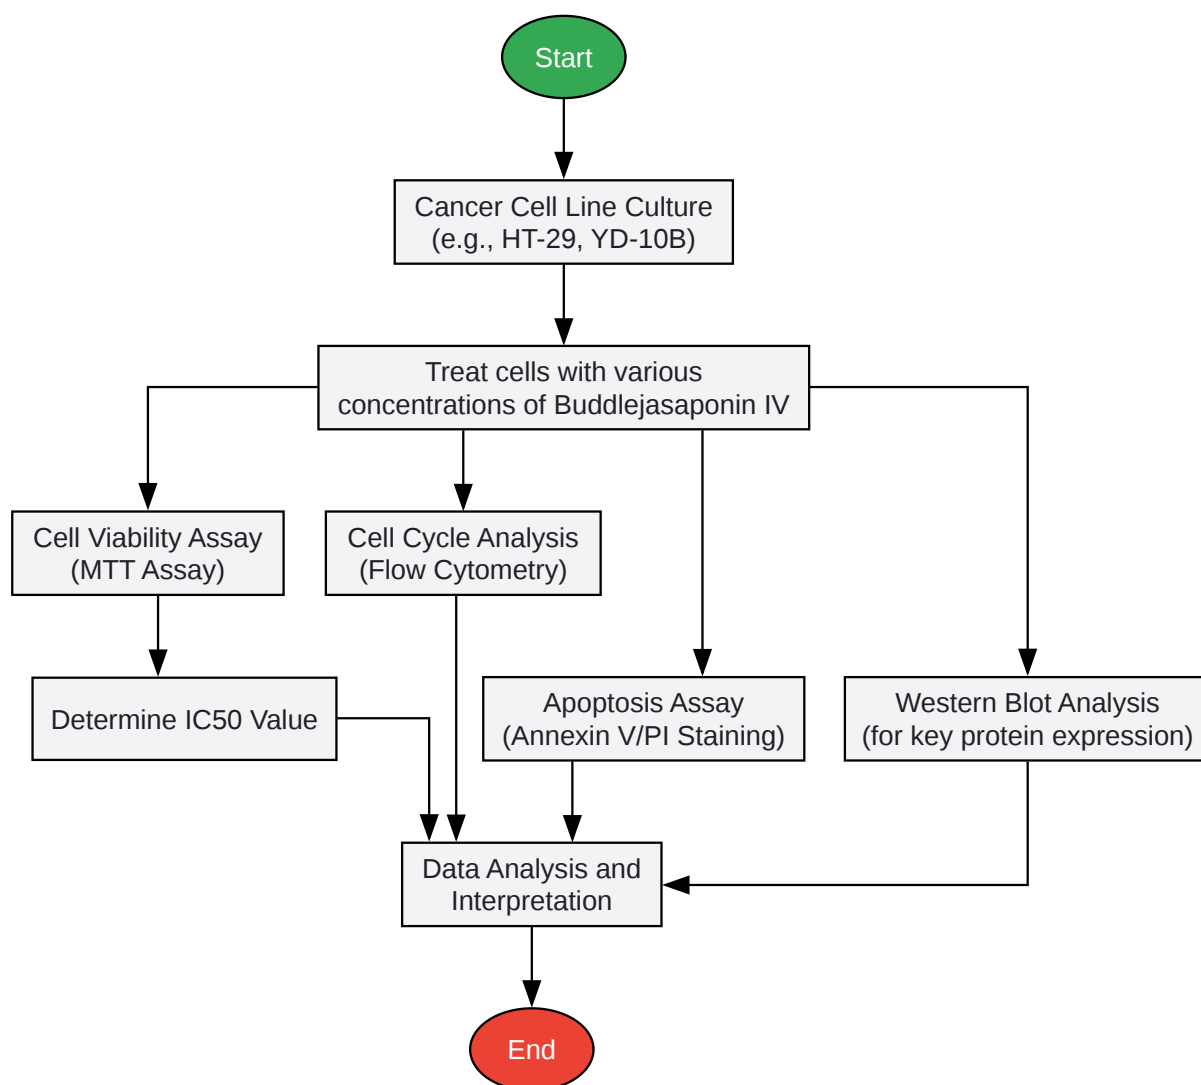 Start
Cancer Cell Line Culture
(e.g., HT-29, YD-10B)
Treat cells with various
concentrations of Buddlejasaponin IV
Cell Viability Assay
(MTT Assay)
Cell Cycle Analysis
(Flow Cytometry)
Determine IC50 Value
Apoptosis Assay
(Annexin V/PI Staining)
Western Blot Analysis
(for key protein expression)
Data Analysis and
Interpretation
End